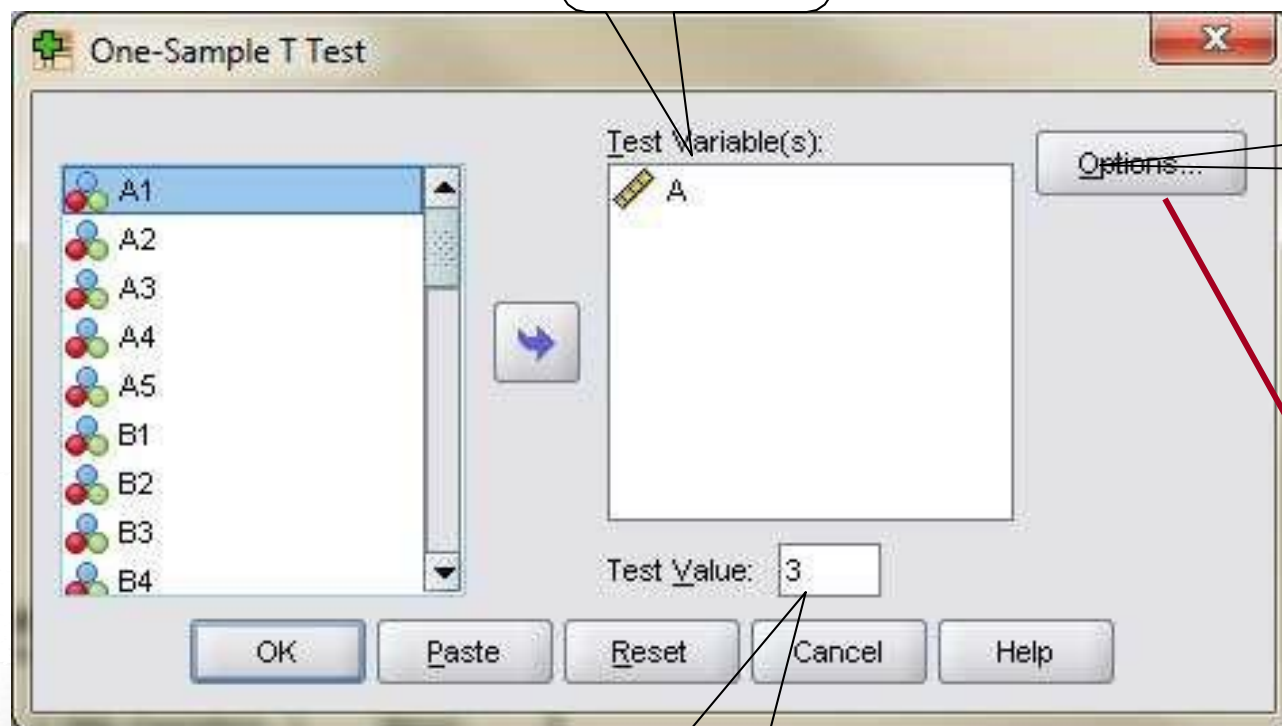 One-Sample T Test
Test Variable(s):
Options...
A1
A2
A3
A4
A5
B1
B2
B3
B4
A
Test Value: 3
OK Paste Reset Cancel Help